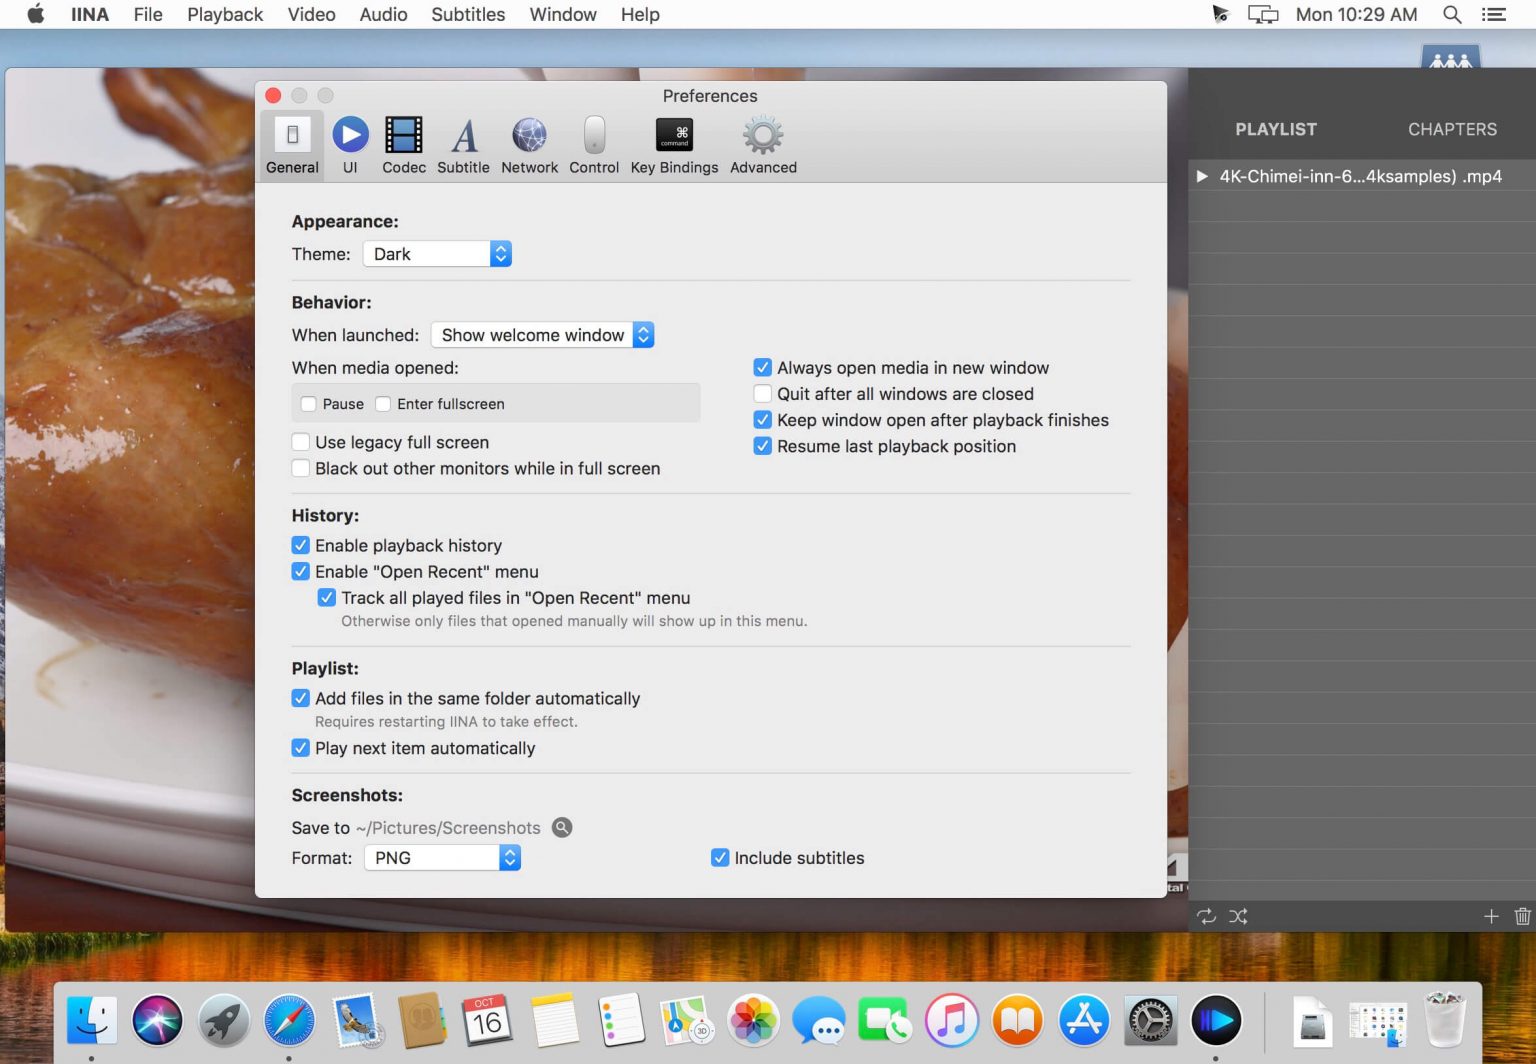 IINA File Playback Video Audio Subtitles Window Help Mon 10:29 AM
Preferences
General UI Codec Subtitle Network Control Key Bindings Advanced
⌘
command
Appearance:
Theme: Dark
Behavior:
When launched: Show welcome window
When media opened:
Pause Enter fullscreen
Use legacy full screen
Black out other monitors while in full screen
Always open media in new window
Quit after all windows are closed
Keep window open after playback finishes
Resume last playback position
History:
Enable playback history
Enable "Open Recent" menu
Track all played files in "Open Recent" menu
Otherwise only files that opened manually will show up in this menu.
Playlist:
Add files in the same folder automatically
Requires restarting IINA to take effect.
Play next item automatically
Screenshots:
Save to ~/Pictures/Screenshots
Format: PNG
Include subtitles
PLAYLIST CHAPTERS
4K-Chimei-inn-6...4ksamples) .mp4
OCT
16
3D